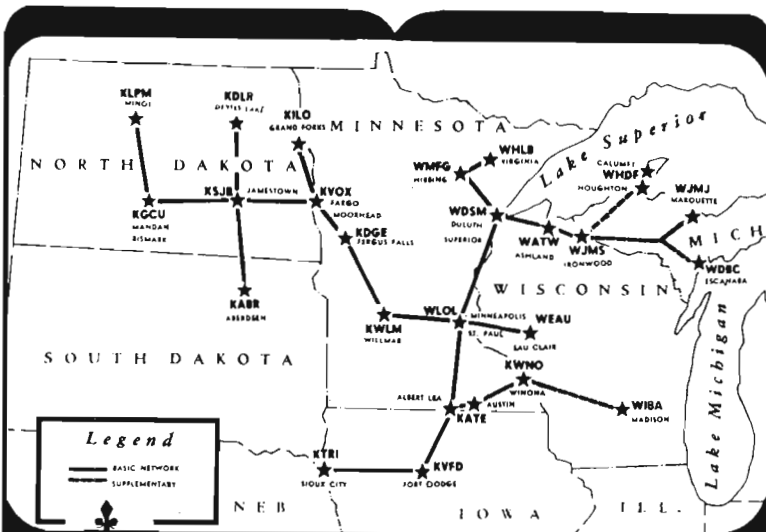 KLPM
MINOT
KDLR
DEVILS LAKE
KILO
GRAND FORKS
MINNESOTA
WHLB
VIRGINIA
WMFG
HIBBING
Lake Superior
CALUMET
WHDF
HOUGHTON
WJMJ
MARQUETTE
NORTH DAKOTA
KSJB
JAMESTOWN
KVOX
FARGO
MOORHEAD
KGCU
MANDAN
BISMARK
KDGE
FERGUS FALLS
WDSM
DULUTH
SUPERIOR
WATW
ASHLAND
WJMS
IRONWOOD
MICH
WDBC
ESCANABA
KABR
ABERDEEN
WISCONSIN
KWLM
WILLMAR
WLOL
MINNEAPOLIS
ST. PAUL
WEAU
EAU CLAIR
SOUTH DAKOTA
KWNO
WINONA
ALBERT LEA
KATE
AUSTIN
WIBA
MADISON
Lake Michigan
Legend
BASIC NETWORK
SUPPLEMENTARY
KTRI
SIOUX CITY
KVFD
FORT DODGE
NEB
IOWA
ILL.